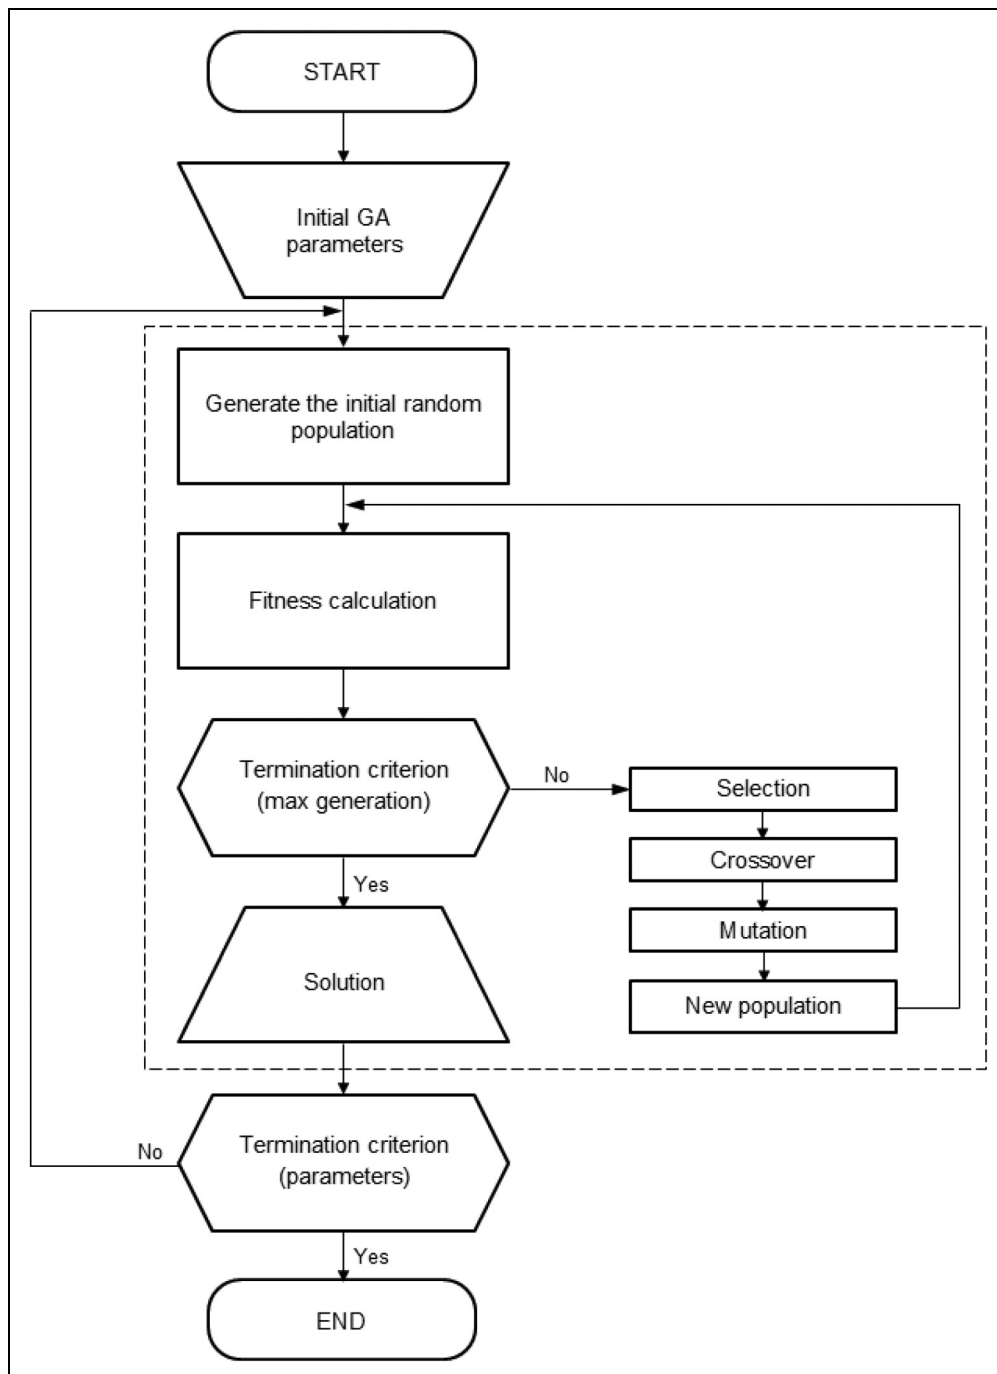 START
Initial GA
parameters
Generate the initial random
population
Fitness calculation
Termination criterion
(max generation)
No
Selection
Crossover
Yes
Mutation
Solution
New population
Termination criterion
(parameters)
No
Yes
END